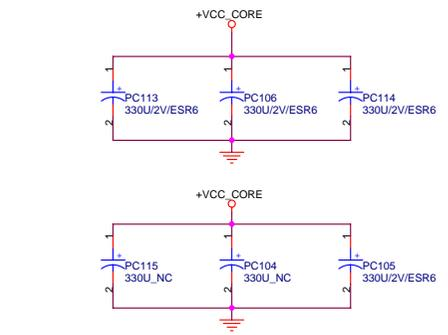 +VCC_CORE
1 1 1
+ + +
PC113 PC106 PC114
330U/2V/ESR6 330U/2V/ESR6 330U/2V/ESR6
2 2 2
+VCC_CORE
1 1 1
+ + +
PC115 PC104 PC105
330U_NC 330U_NC 330U/2V/ESR6
2 2 2